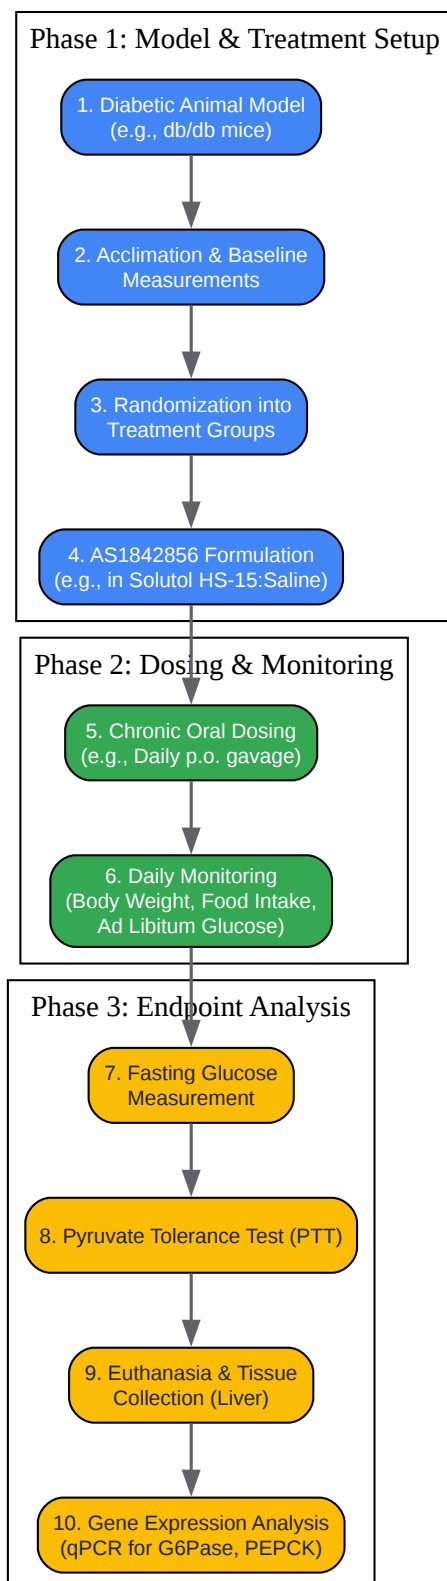 Phase 1: Model & Treatment Setup
1. Diabetic Animal Model
(e.g., db/db mice)
2. Acclimation & Baseline
Measurements
3. Randomization into
Treatment Groups
4. AS1842856 Formulation
(e.g., in Solutol HS-15:Saline)
Phase 2: Dosing & Monitoring
5. Chronic Oral Dosing
(e.g., Daily p.o. gavage)
6. Daily Monitoring
(Body Weight, Food Intake,
Ad Libitum Glucose)
Phase 3: Endpoint Analysis
7. Fasting Glucose
Measurement
8. Pyruvate Tolerance Test (PTT)
9. Euthanasia & Tissue
Collection (Liver)
10. Gene Expression Analysis
(qPCR for G6Pase, PEPCK)